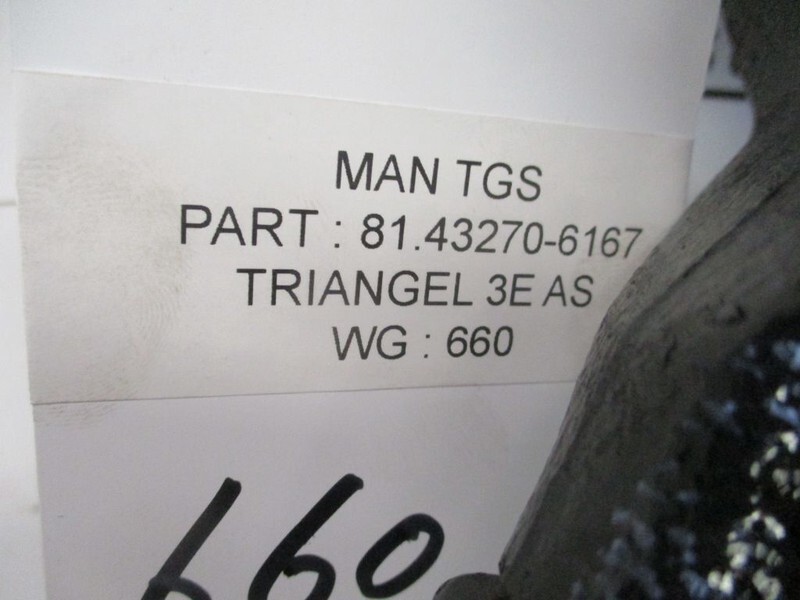 MAN TGS
PART : 81.43270-6167
TRIANGEL 3E AS
WG : 660
660